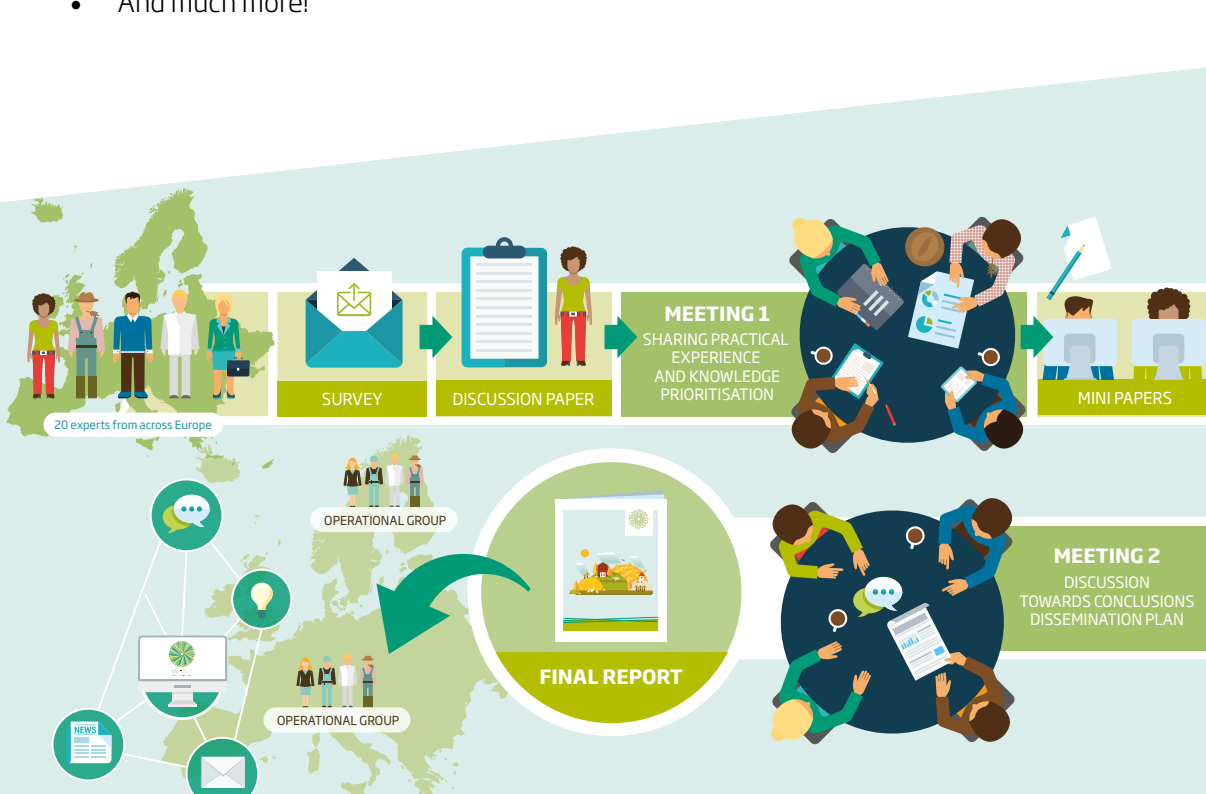 • And much more!
MEETING 1
SHARING PRACTICAL
EXPERIENCE
AND KNOWLEDGE
PRIORITISATION
SURVEY
DISCUSSION PAPER
MINI PAPERS
20 experts from across Europe
OPERATIONAL GROUP
MEETING 2
DISCUSSION
TOWARDS CONCLUSIONS
DISSEMINATION PLAN
FINAL REPORT
OPERATIONAL GROUP
NEWS